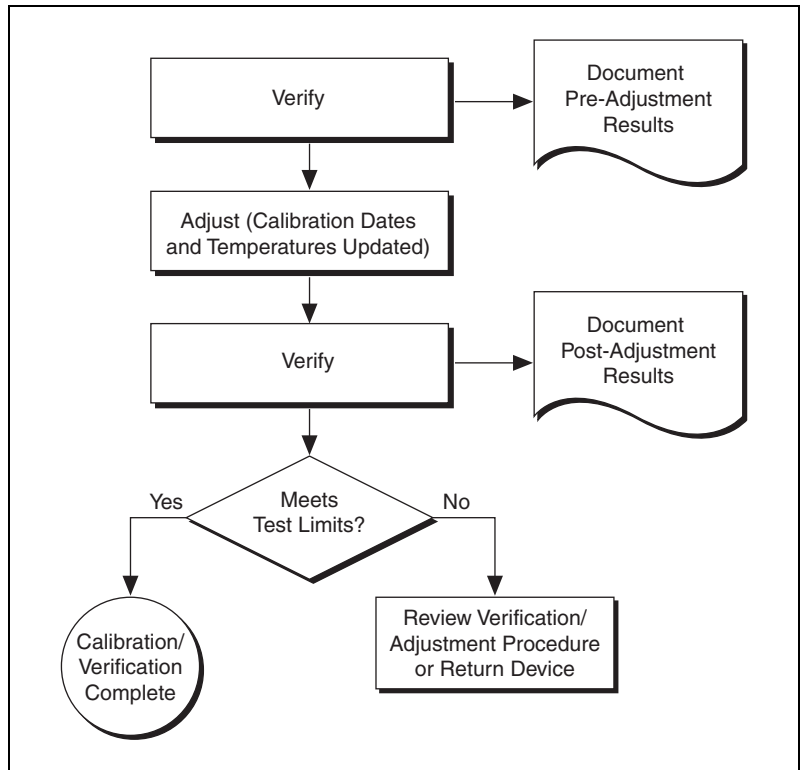 Verify
Document
Pre-Adjustment
Results
Adjust (Calibration Dates
and Temperatures Updated)
Verify
Document
Post-Adjustment
Results
Meets
Test Limits?
Yes
No
Calibration/
Verification
Complete
Review Verification/
Adjustment Procedure
or Return Device